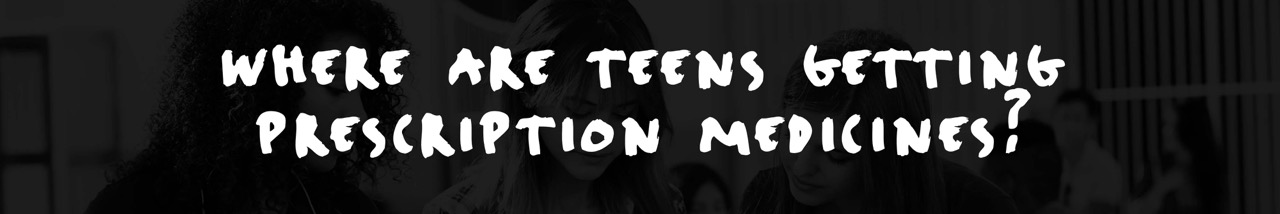 WHERE ARE TEENS GETTING
PRESCRIPTION MEDICINES?